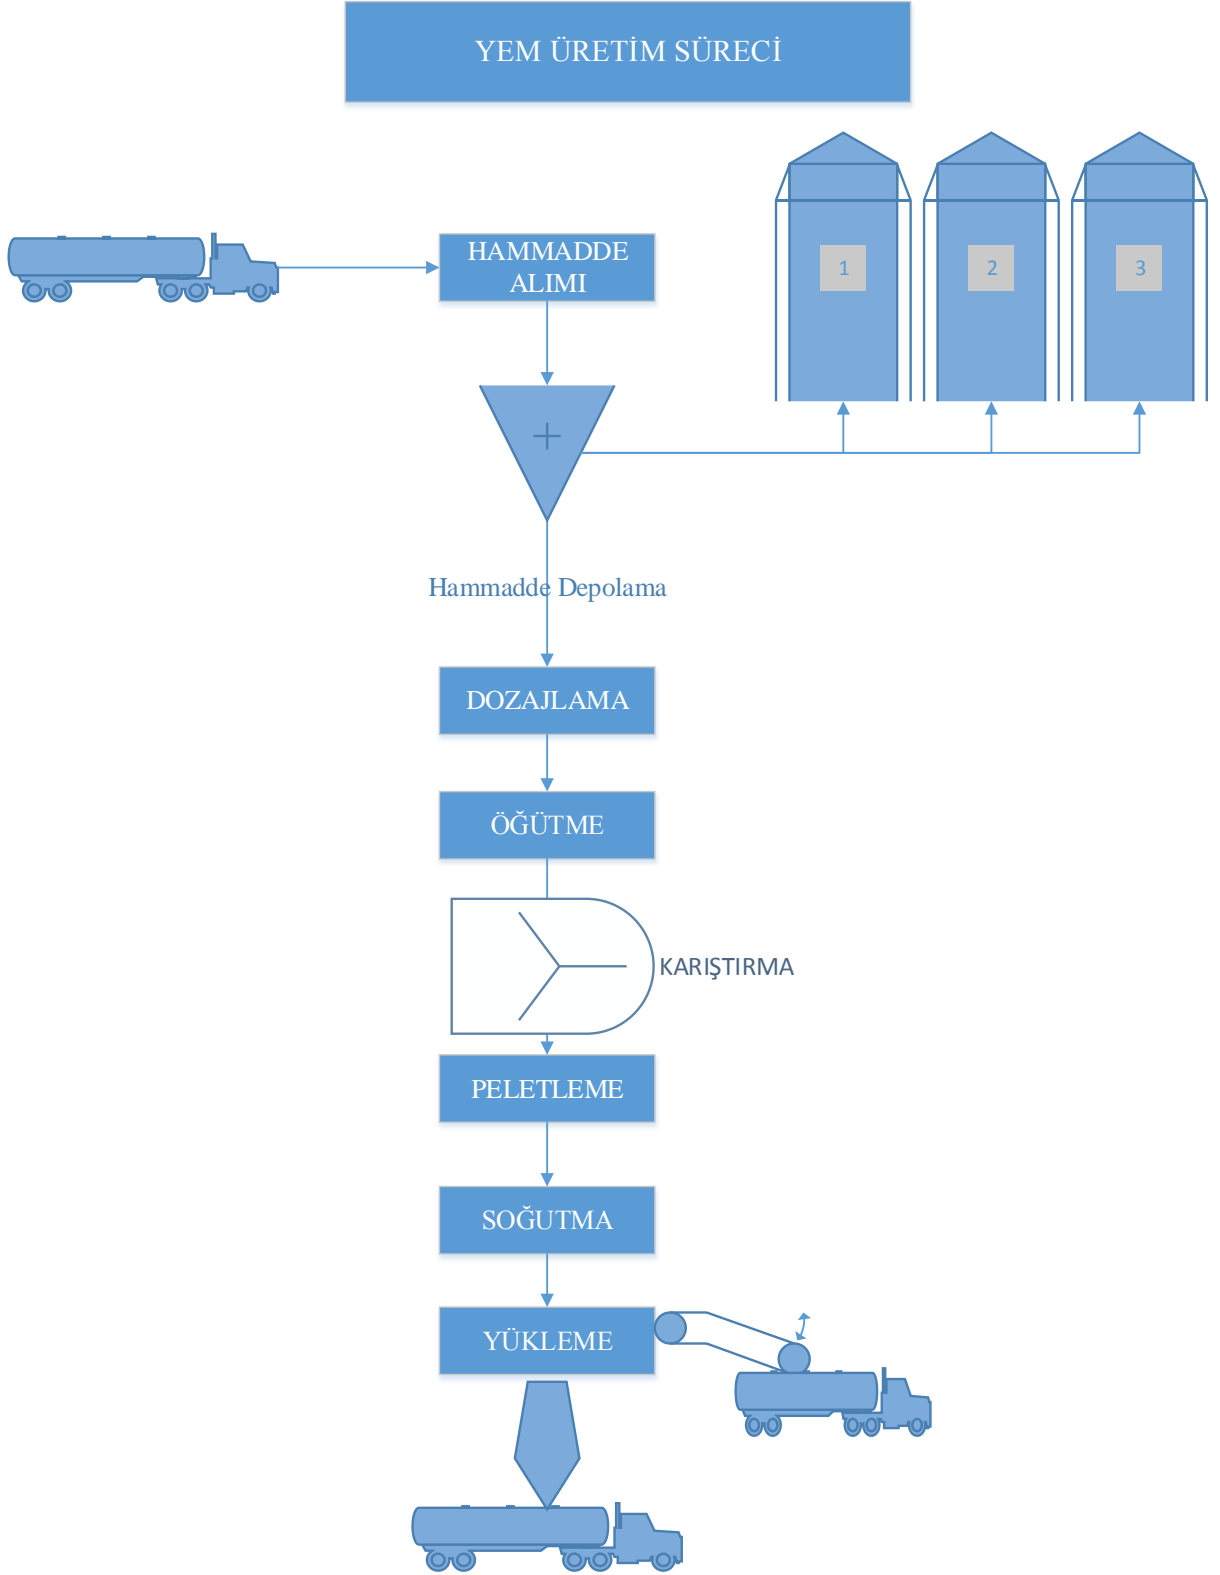 YEM ÜRETİM SÜRECİ
HAMMADDE
ALIMI
1
2
3
Hammadde Depolama
DOZAJLAMA
ÖĞÜTME
KARIŞTIRMA
PELETLEME
SOĞUTMA
YÜKLEME